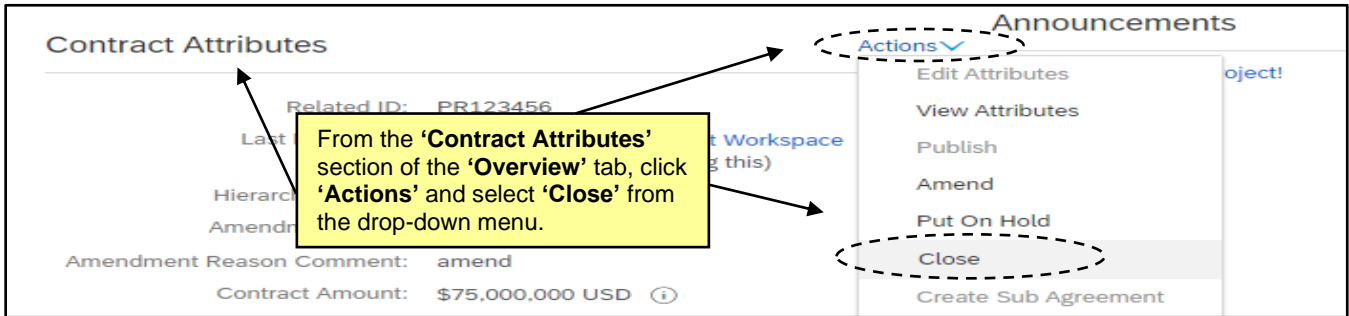 Contract Attributes
Actions
Announcements
Edit Attributes
oject!
Related ID: PR123456
View Attributes
Last
t Workspace
g this)
From the ‘Contract Attributes’
section of the ‘Overview’ tab, click
‘Actions’ and select ‘Close’ from
the drop-down menu.
Publish
Amend
Put On Hold
Amendment Reason Comment: amend
Close
Contract Amount: $75,000,000 USD
Create Sub Agreement